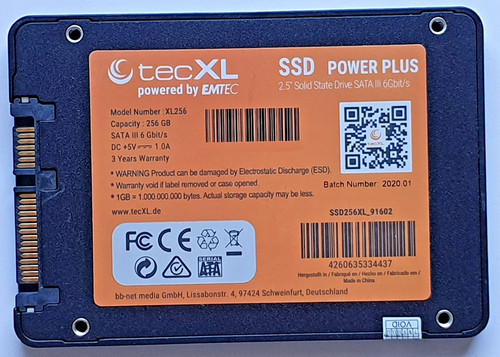 tecXL
powered by EMTEC
SSD POWER PLUS
2.5" Solid State Drive SATA III 6Gbit/s
Model Number : XL256
Capacity : 256 GB
SATA III 6 Gbit/s
DC +5V 1.0A
3 Years Warranty
* WARNING Product can be damaged by Electrostatic Discharge (ESD).
* Warranty void if label removed or case opened.
* 1GB = 1.000.000.000 bytes. Actual storage capacity may be less.
www.tecXL.de
tecXL
Batch Number 2020.01
SSD256XL_91602
4260635334437
Hergestellt in / Fabriqué en / Hecho en / Fabricado en/
Made in China
FC CE
SERIAL
ATA
bb-net media GmbH, Lissabonstr. 4, 97424 Schweinfurt, Deutschland
VOID